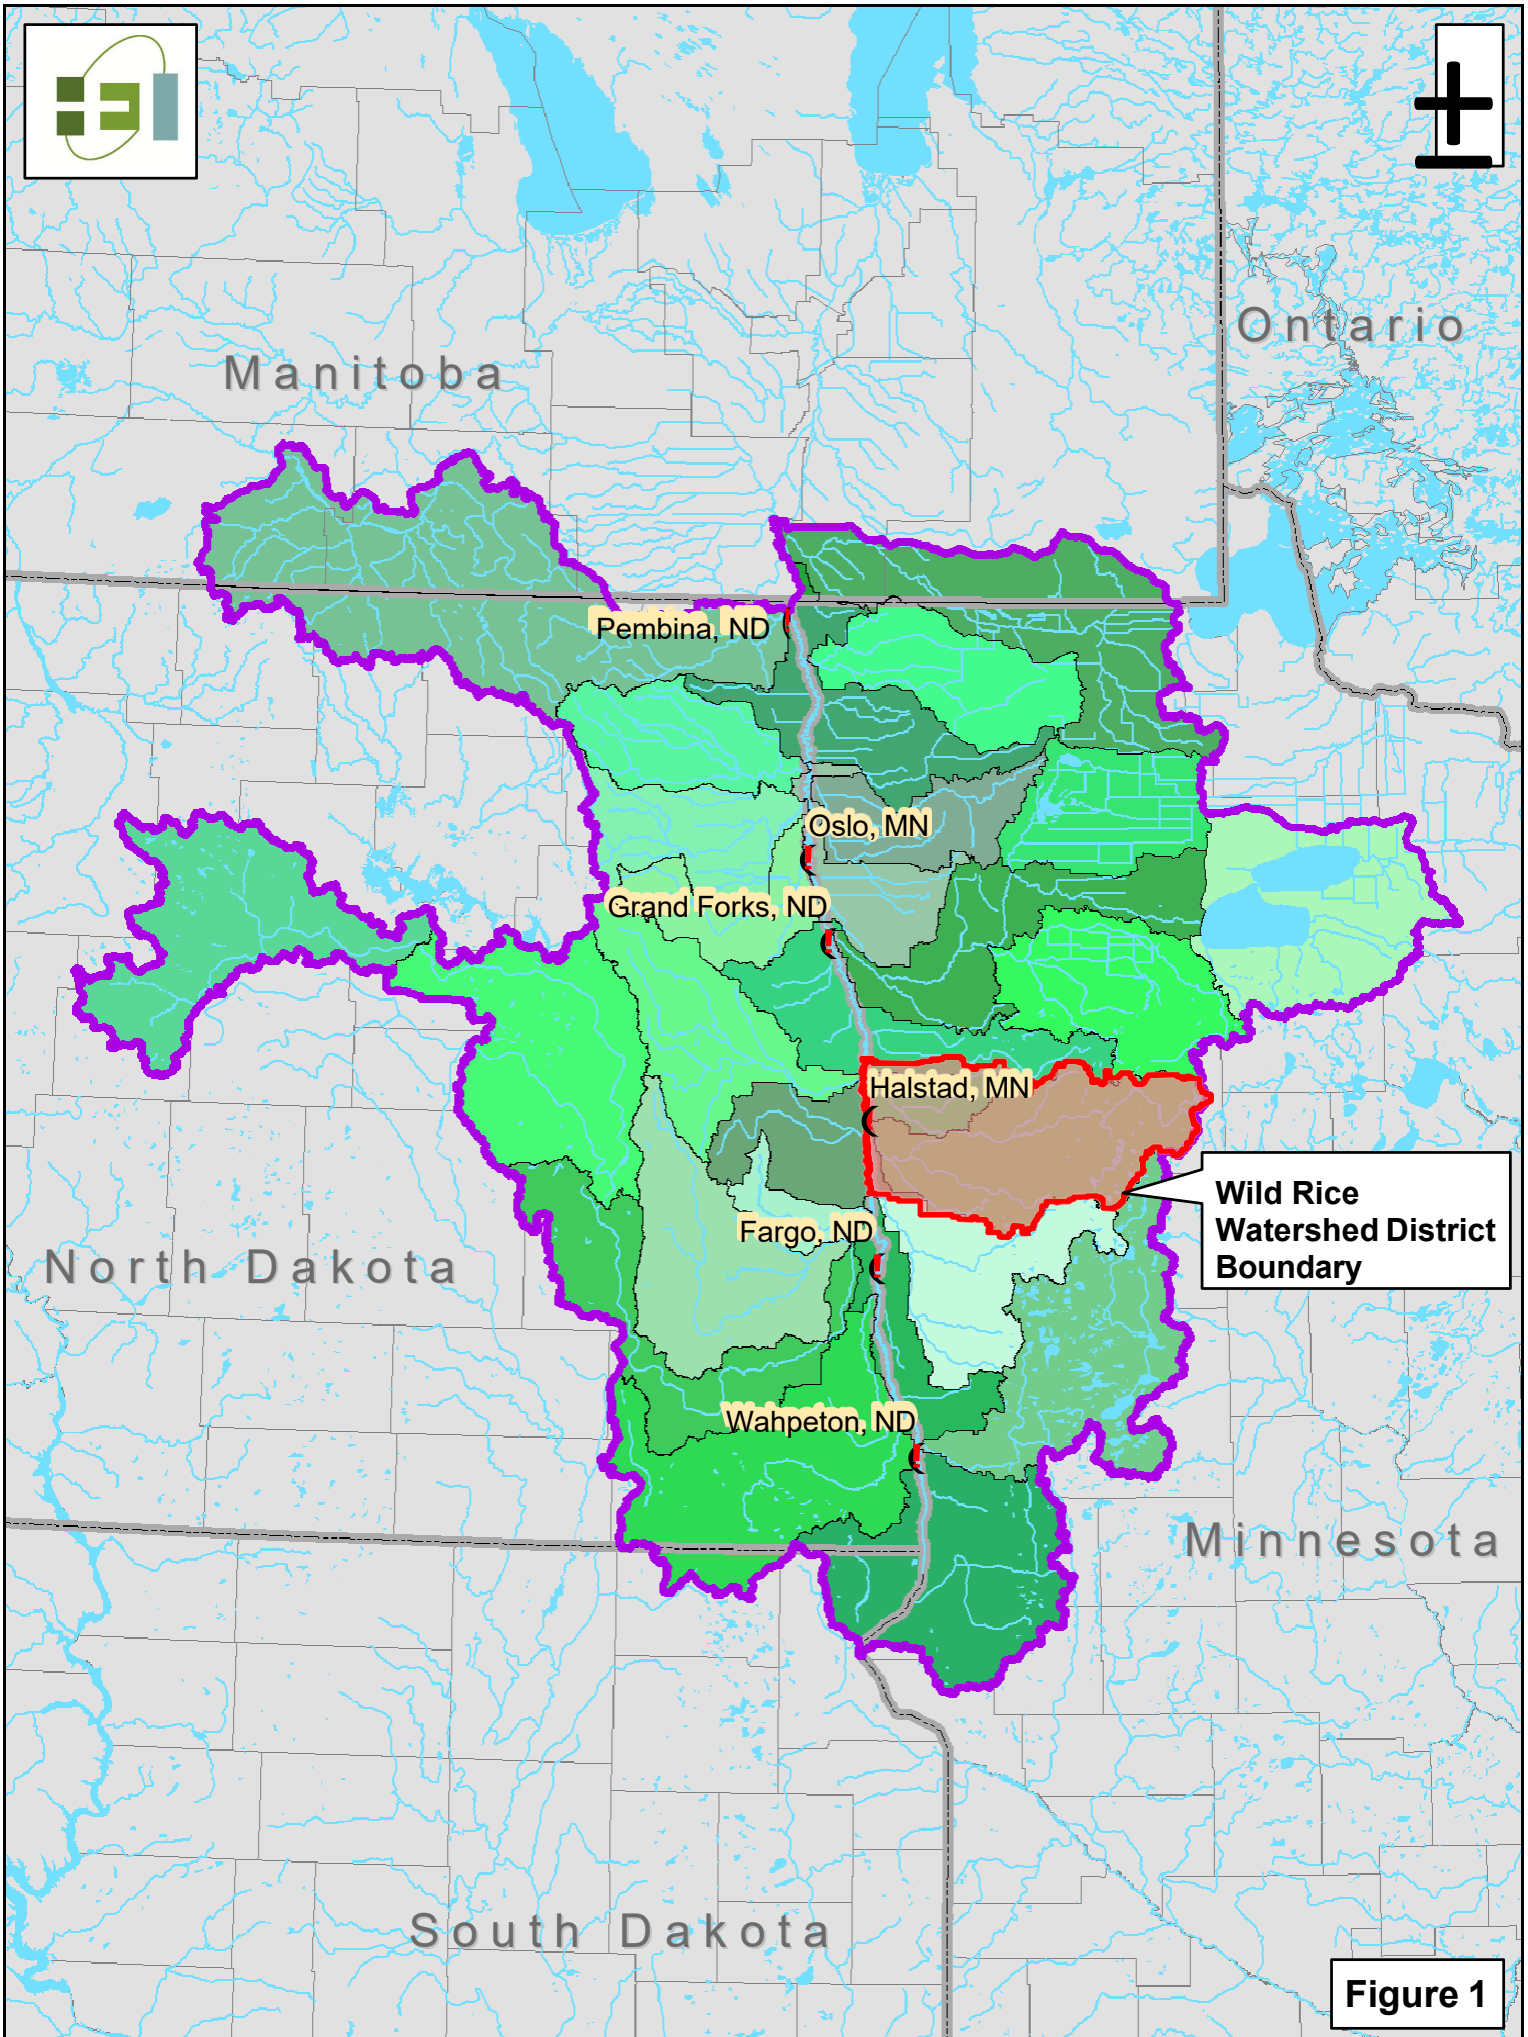 Ontario
Manitoba
Pembina, ND
Oslo, MN
Grand Forks, ND
Halstad, MN
Wild Rice
Watershed District
Boundary
Fargo, ND
North Dakota
Wahpeton, ND
Minnesota
South Dakota
Figure 1